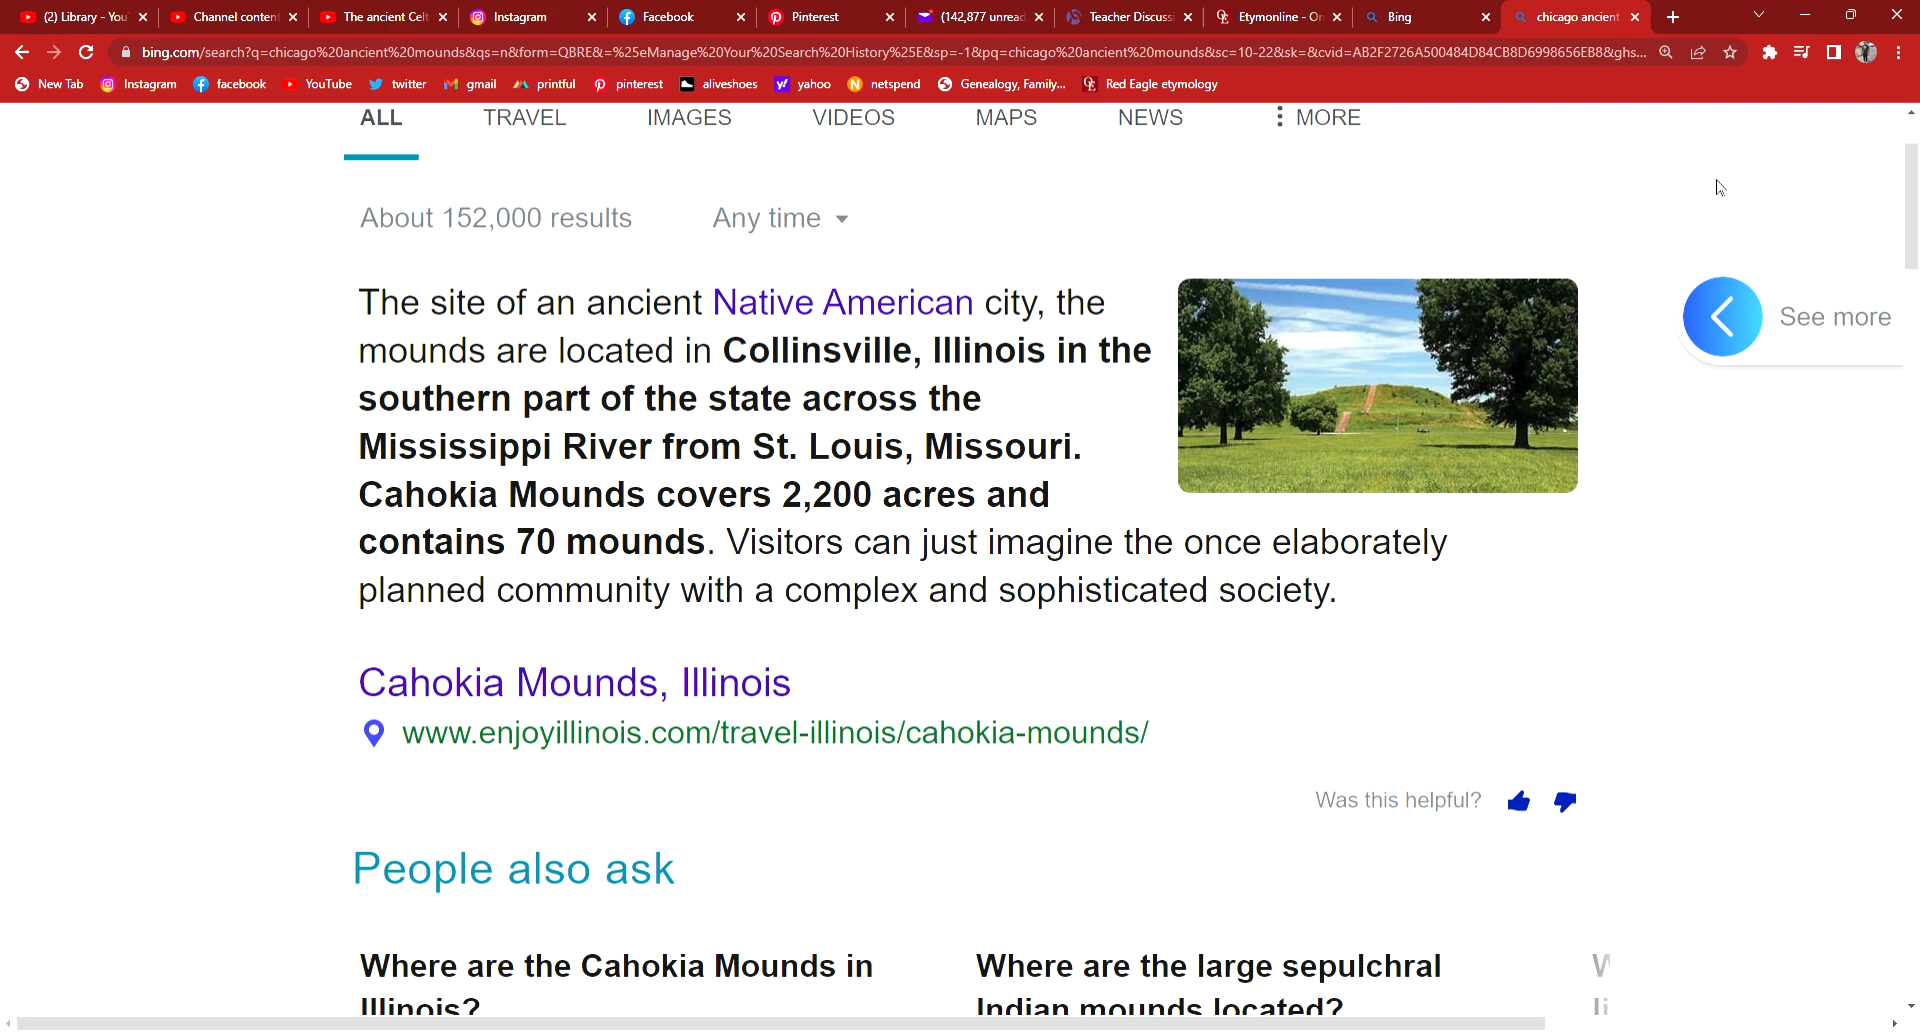 (2) Library - You
Channel content
The ancient Celt
Instagram
Facebook
Pinterest
(142,877 unread
Teacher Discuss
Etymonline - On
Bing
chicago ancient
bing.com/search?q=chicago%20ancient%20mounds&qs=n&form=QBRE&=%25eManage%20Your%20Search%20History%25E&sp=-1&pq=chicago%20ancient%20mounds&sc=10-22&sk=&cvid=AB2F2726A500484D84CB8D6998656EB8&ghs...
New Tab
Instagram
facebook
YouTube
twitter
gmail
printful
pinterest
aliveshoes
yahoo
netspend
Genealogy, Family...
Red Eagle etymology
ALL
TRAVEL
IMAGES
VIDEOS
MAPS
NEWS
MORE
About 152,000 results
Any time
The site of an ancient Native American city, the
mounds are located in Collinsville, Illinois in the
southern part of the state across the
Mississippi River from St. Louis, Missouri.
Cahokia Mounds covers 2,200 acres and
contains 70 mounds. Visitors can just imagine the once elaborately
planned community with a complex and sophisticated society.
See more
Cahokia Mounds, Illinois
www.enjoyillinois.com/travel-illinois/cahokia-mounds/
Was this helpful?
People also ask
Where are the Cahokia Mounds in
Illinois?
Where are the large sepulchral
Indian mounds located?